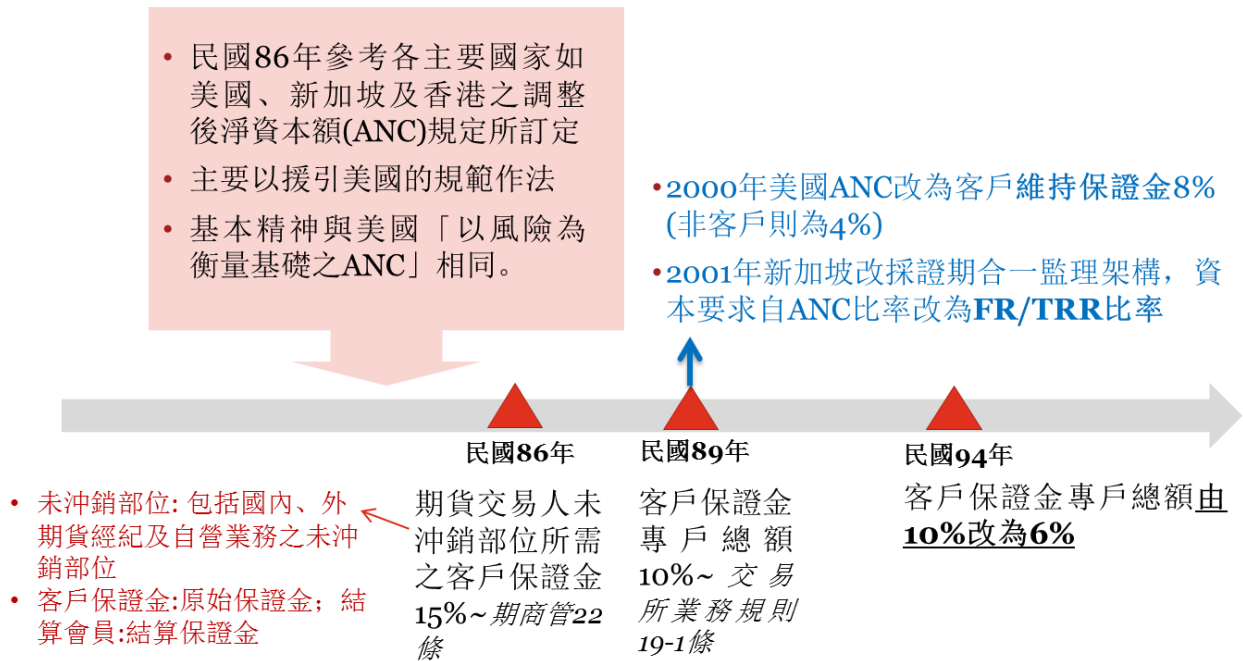 • 民國86年參考各主要國家如
美國、新加坡及香港之調整
後淨資本額(ANC)規定所訂定
• 主要以援引美國的規範作法
• 基本精神與美國「以風險為
衡量基礎之ANC」相同。
•2000年美國ANC改為客戶維持保證金8%
(非客戶則為4%)
•2001年新加坡改採證期合一監理架構，資
本要求自ANC比率改為FR/TRR比率
民國86年
期貨交易人未
沖銷部位所需
之客戶保證金
15%~期商管22
條
民國89年
客戶保證金
專戶總額
10%~交易
所業務規則
19-1條
民國94年
客戶保證金專戶總額由
10%改為6%
• 未沖銷部位: 包括國內、外
期貨經紀及自營業務之未沖
銷部位
• 客戶保證金:原始保證金；結
算會員:結算保證金